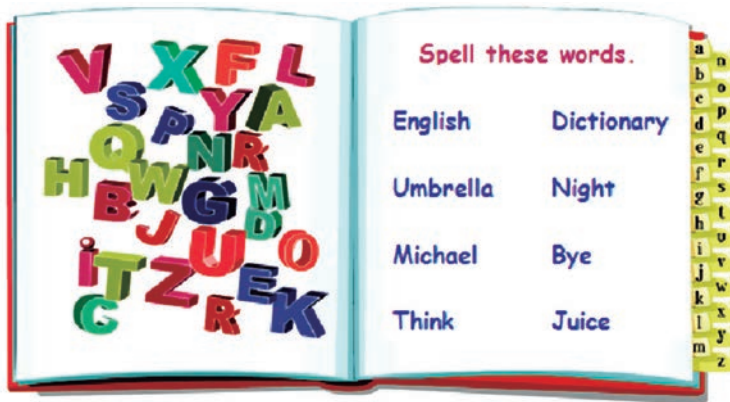 V X F L
S P Y A
Q N R
H W B G M
J D
i T Z U O
C R E K
Spell these words.
English Dictionary
Umbrella Night
Michael Bye
Think Juice
a n
b o
c p
d q
e r
f s
g t
h u
i v
j w
k x
l y
m z